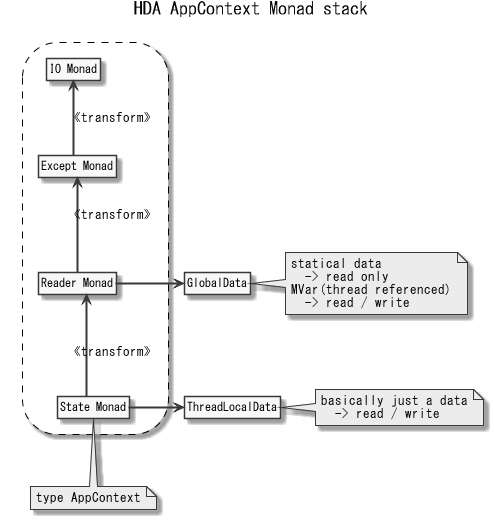 HDA AppContext Monad stack
IO Monad
《transform》
Except Monad
《transform》
Reader Monad
GlobalData
statical data
-> read only
MVar(thread referenced)
-> read / write
《transform》
State Monad
ThreadLocalData
basically just a data
-> read / write
type AppContext